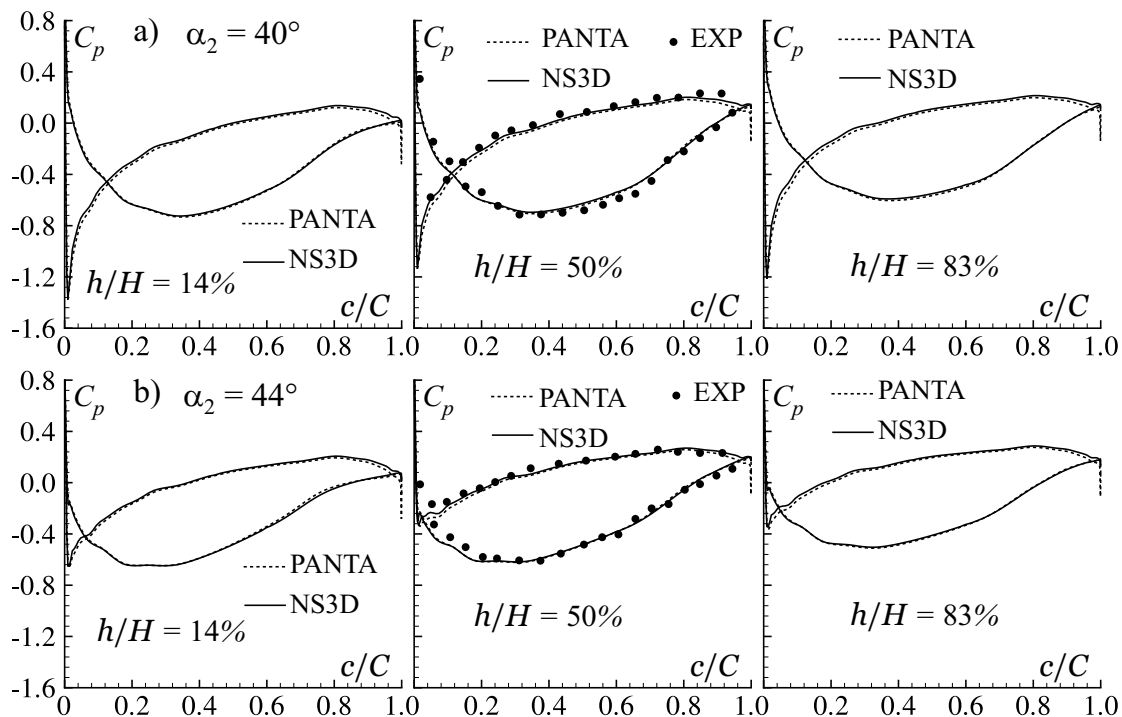 a) α₂ = 40°
0.8
0.4
0.0
-0.4
-0.8
-1.2
-1.6
C_p
PANTA
NS3D
h/H = 14%
c/C
0 0.2 0.4 0.6 0.8 1.0
C_p
PANTA
EXP
NS3D
h/H = 50%
c/C
0.2 0.4 0.6 0.8 1.0
C_p
PANTA
NS3D
h/H = 83%
c/C
0.2 0.4 0.6 0.8 1.0
b) α₂ = 44°
0.8
0.4
0.0
-0.4
-0.8
-1.2
-1.6
C_p
PANTA
NS3D
h/H = 14%
c/C
0 0.2 0.4 0.6 0.8 1.0
C_p
PANTA
EXP
NS3D
h/H = 50%
c/C
0.2 0.4 0.6 0.8 1.0
C_p
PANTA
NS3D
h/H = 83%
c/C
0.2 0.4 0.6 0.8 1.0